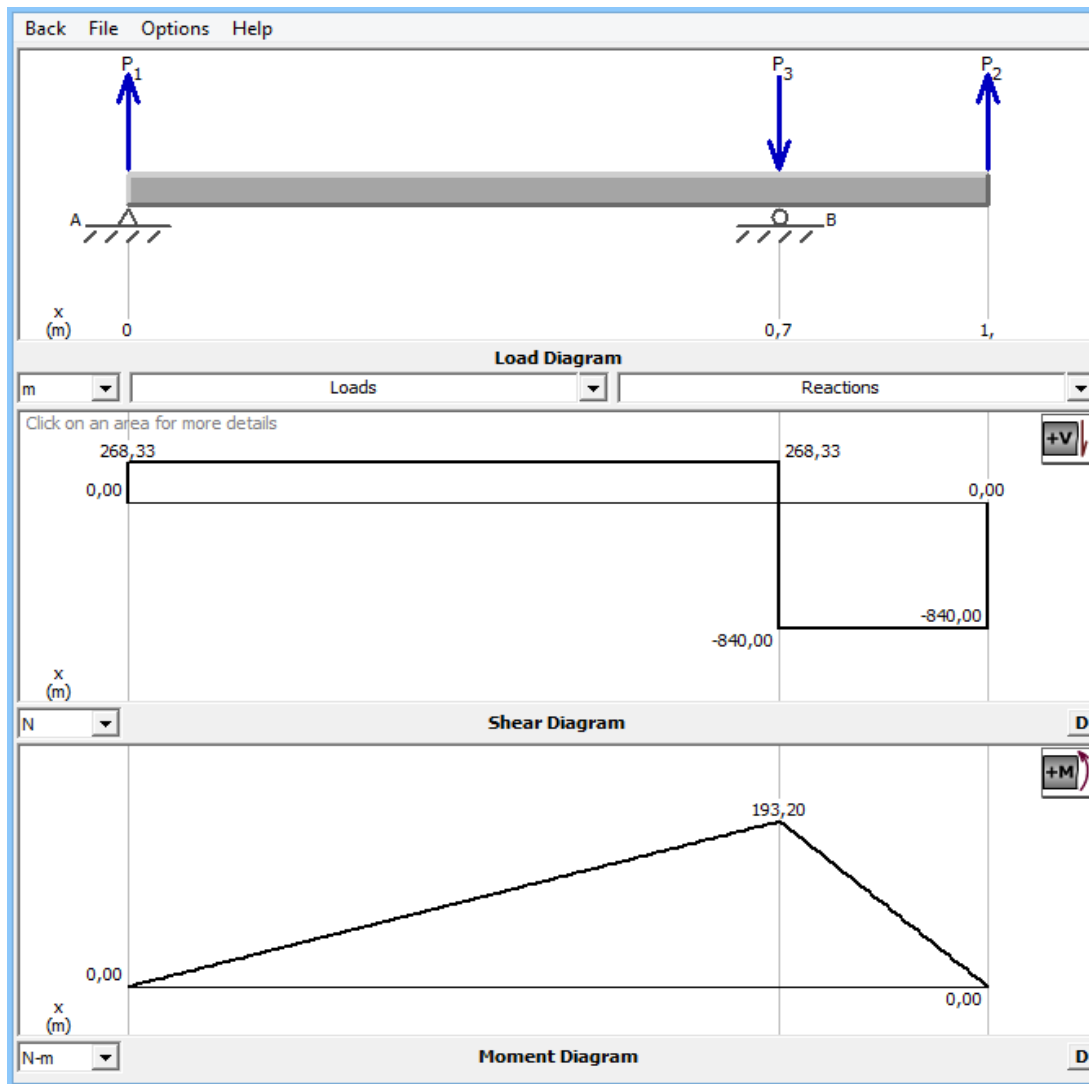 Back File Options Help
P1 P3 P2
A B
x
(m) 0 0,7 1,
Load Diagram
m Loads Reactions
Click on an area for more details
+V
268,33 268,33
0,00 0,00
-840,00
-840,00
x
(m)
N Shear Diagram D
+M
193,20
0,00
0,00
x
(m)
N-m Moment Diagram D